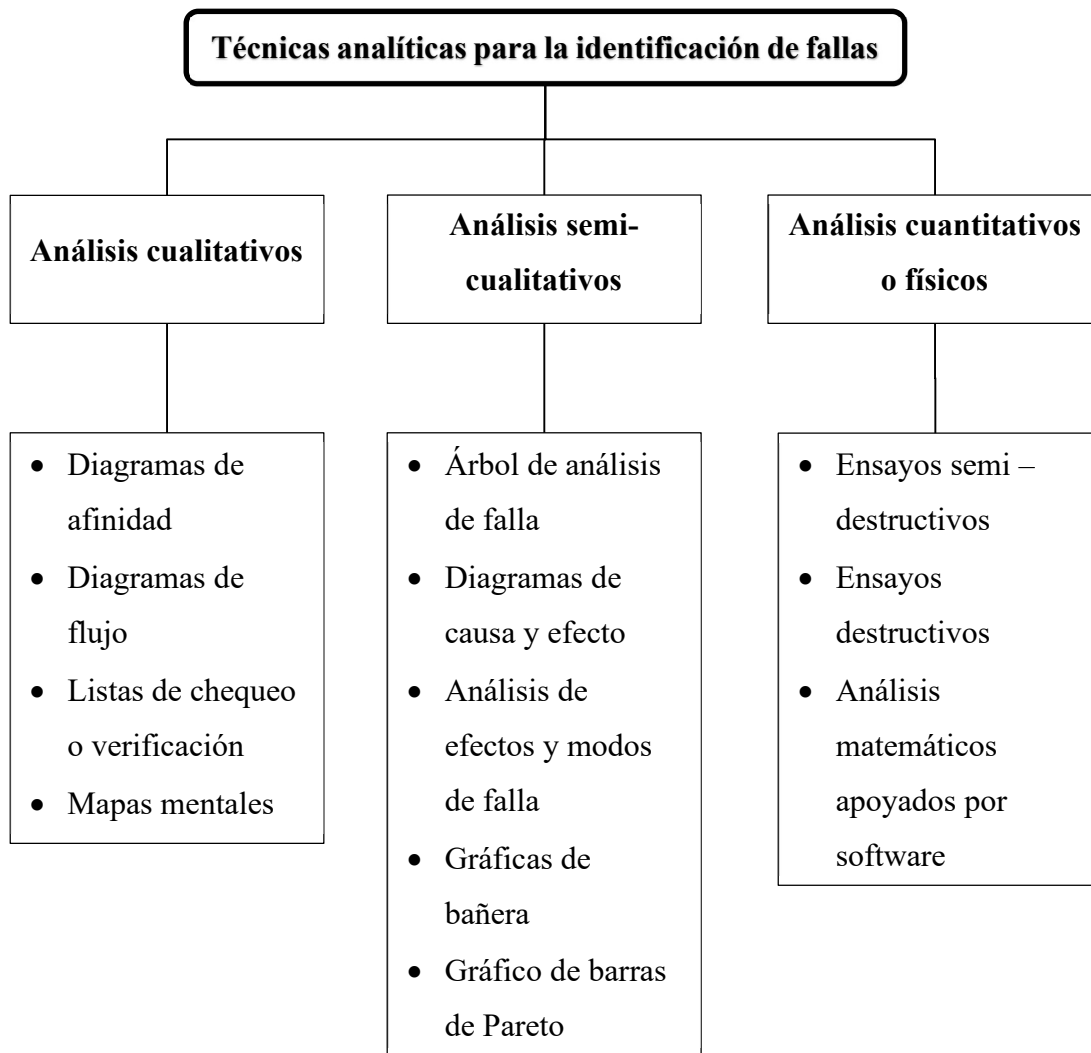 Técnicas analíticas para la identificación de fallas
Análisis cualitativos
Análisis semi-
cualitativos
Análisis cuantitativos
o físicos
• Diagramas de
afinidad
• Diagramas de
flujo
• Listas de chequeo
o verificación
• Mapas mentales
• Árbol de análisis
de falla
• Diagramas de
causa y efecto
• Análisis de
efectos y modos
de falla
• Gráficas de
bañera
• Gráfico de barras
de Pareto
• Ensayos semi –
destructivos
• Ensayos
destructivos
• Análisis
matemáticos
apoyados por
software